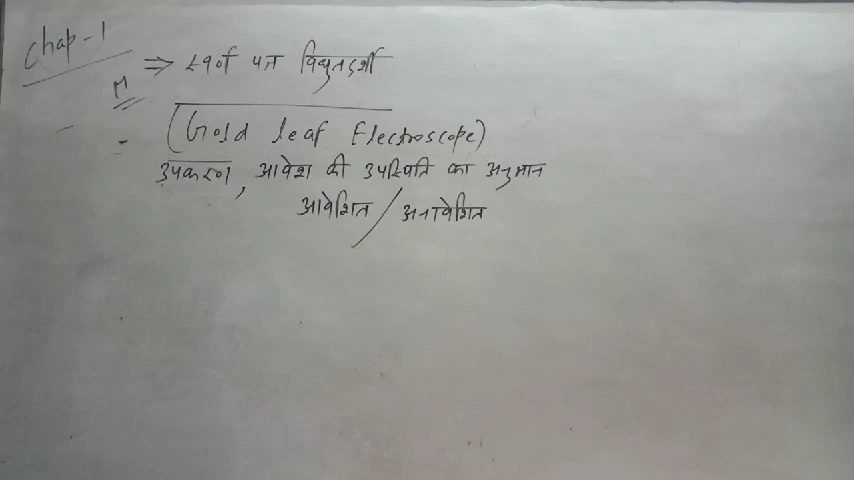 Chap-1
⇒ स्वर्ण पत्र विद्युतदर्शी
M
(Gold leaf Electroscope)
उपकरण, आवेश की उपस्थिति का अनुमान
आवेशित / अनावेशित